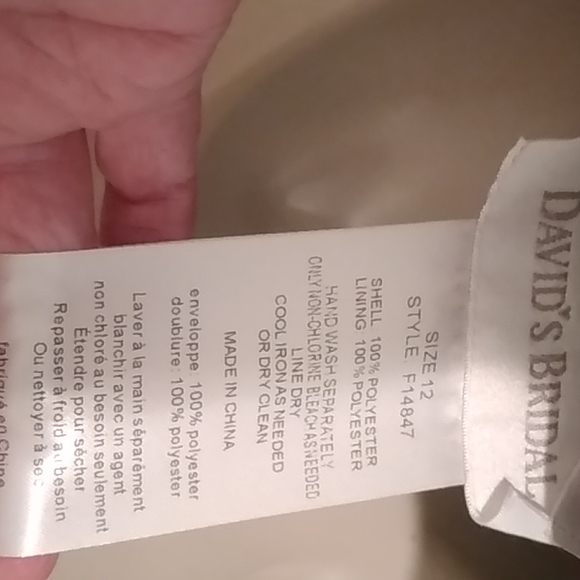 DAVID'S BRIDAL
SIZE 12
STYLE F14847
SHELL 100% POLYESTER
LINING 100% POLYESTER
HAND WASH SEPARATELY
ONLY NON-CHLORINE BLEACH AS NEEDED
LINE DRY
COOL IRON AS NEEDED
OR DRY CLEAN
MADE IN CHINA
enveloppe: 100% polyester
doublure: 100% polyester
Laver à la main séparément
blanchir avec un agent
non chloré au besoin seulement
Étendre pour sécher
Repasser à froid au besoin
Ou nettoyer à sec
fabriqué en Chine